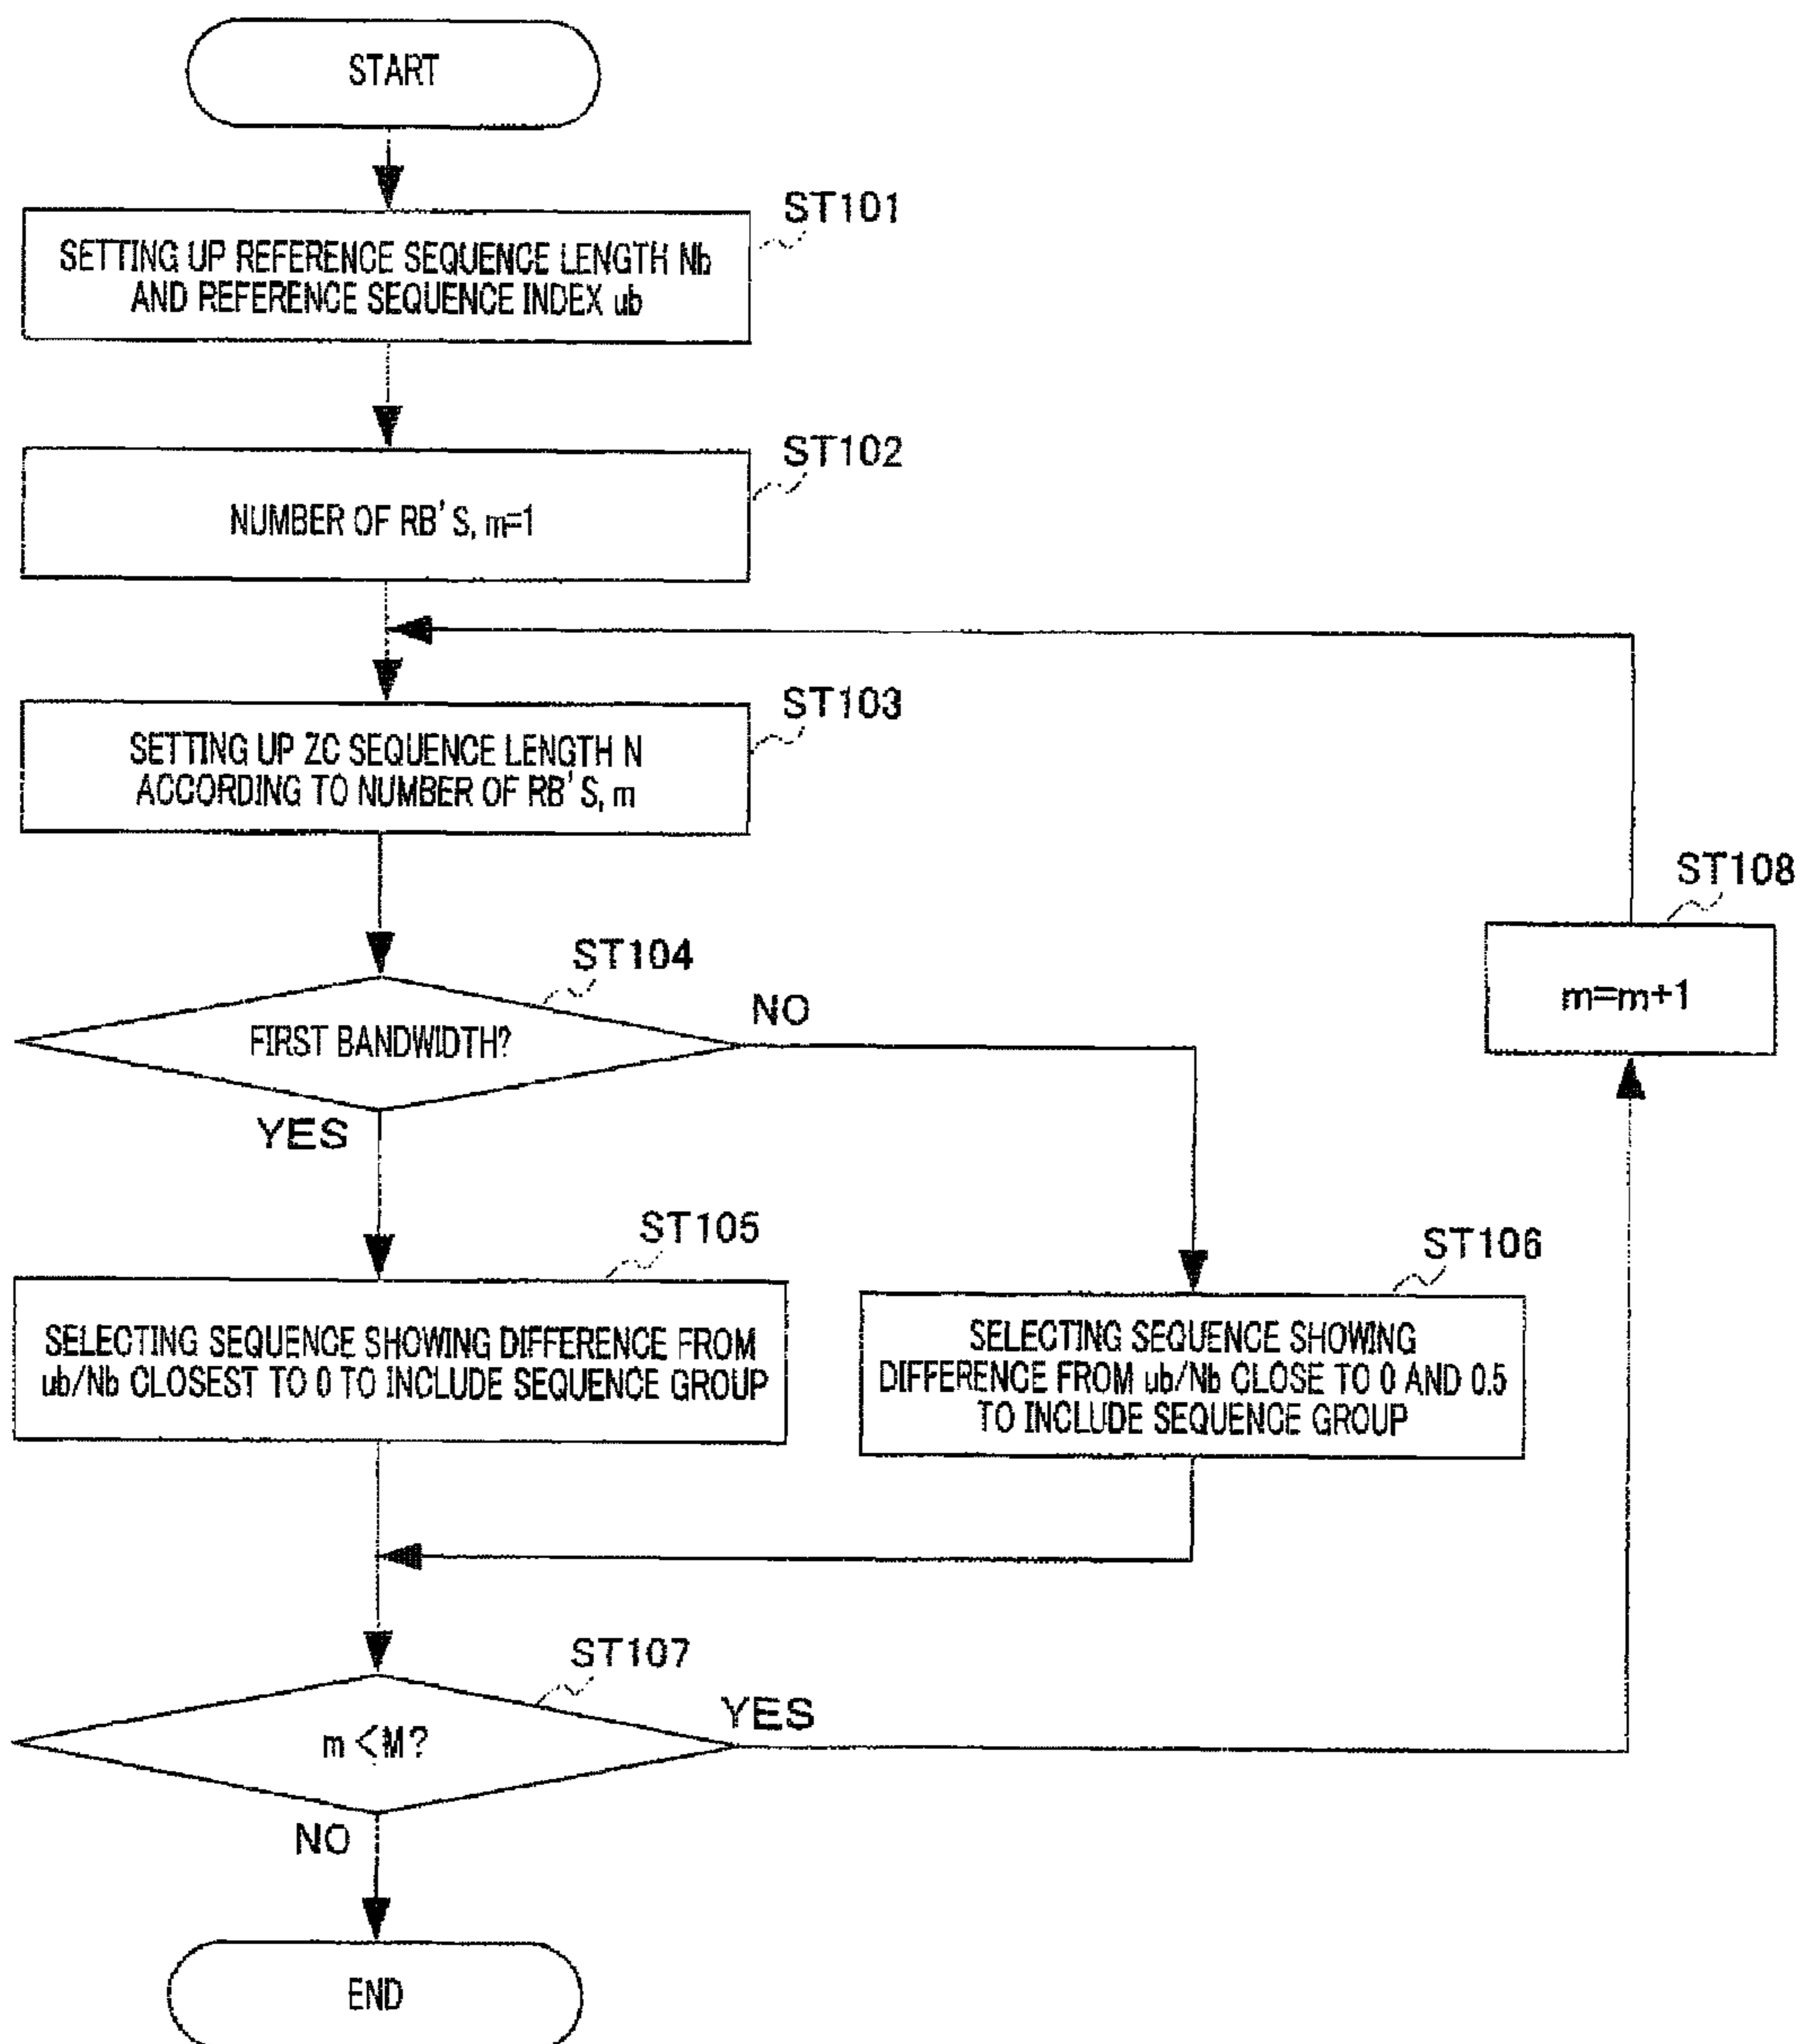 START
ST101
SETTING UP REFERENCE SEQUENCE LENGTH Nb
AND REFERENCE SEQUENCE INDEX ub
ST102
NUMBER OF RB'S, m=1
ST103
SETTING UP ZC SEQUENCE LENGTH N
ACCORDING TO NUMBER OF RB'S, m
ST108
m=m+1
ST104
FIRST BANDWIDTH?
NO
YES
ST105
SELECTING SEQUENCE SHOWING DIFFERENCE FROM
ub/Nb CLOSEST TO 0 TO INCLUDE SEQUENCE GROUP
ST106
SELECTING SEQUENCE SHOWING
DIFFERENCE FROM ub/Nb CLOSE TO 0 AND 0.5
TO INCLUDE SEQUENCE GROUP
ST107
m<M?
YES
NO
END